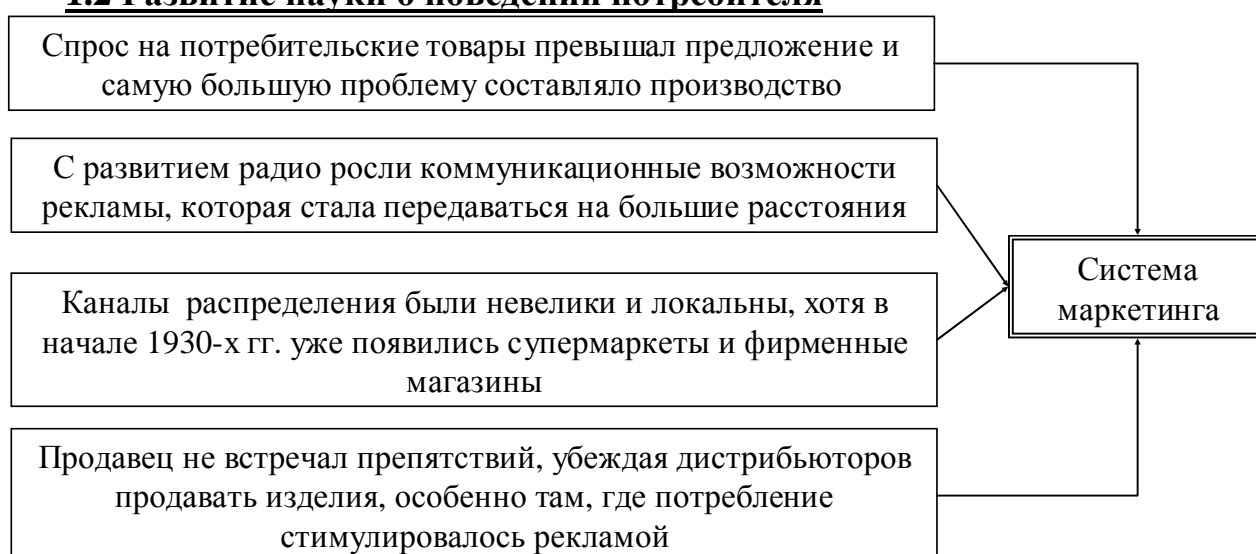 1.2 Развитие науки о поведении потребителя
Спрос на потребительские товары превышал предложение и
самую большую проблему составляло производство
С развитием радио росли коммуникационные возможности
рекламы, которая стала передаваться на большие расстояния
Каналы распределения были невелики и локальны, хотя в
начале 1930-х гг. уже появились супермаркеты и фирменные
магазины
Продавец не встречал препятствий, убеждая дистрибьюторов
продавать изделия, особенно там, где потребление
стимулировалось рекламой
Система
маркетинга